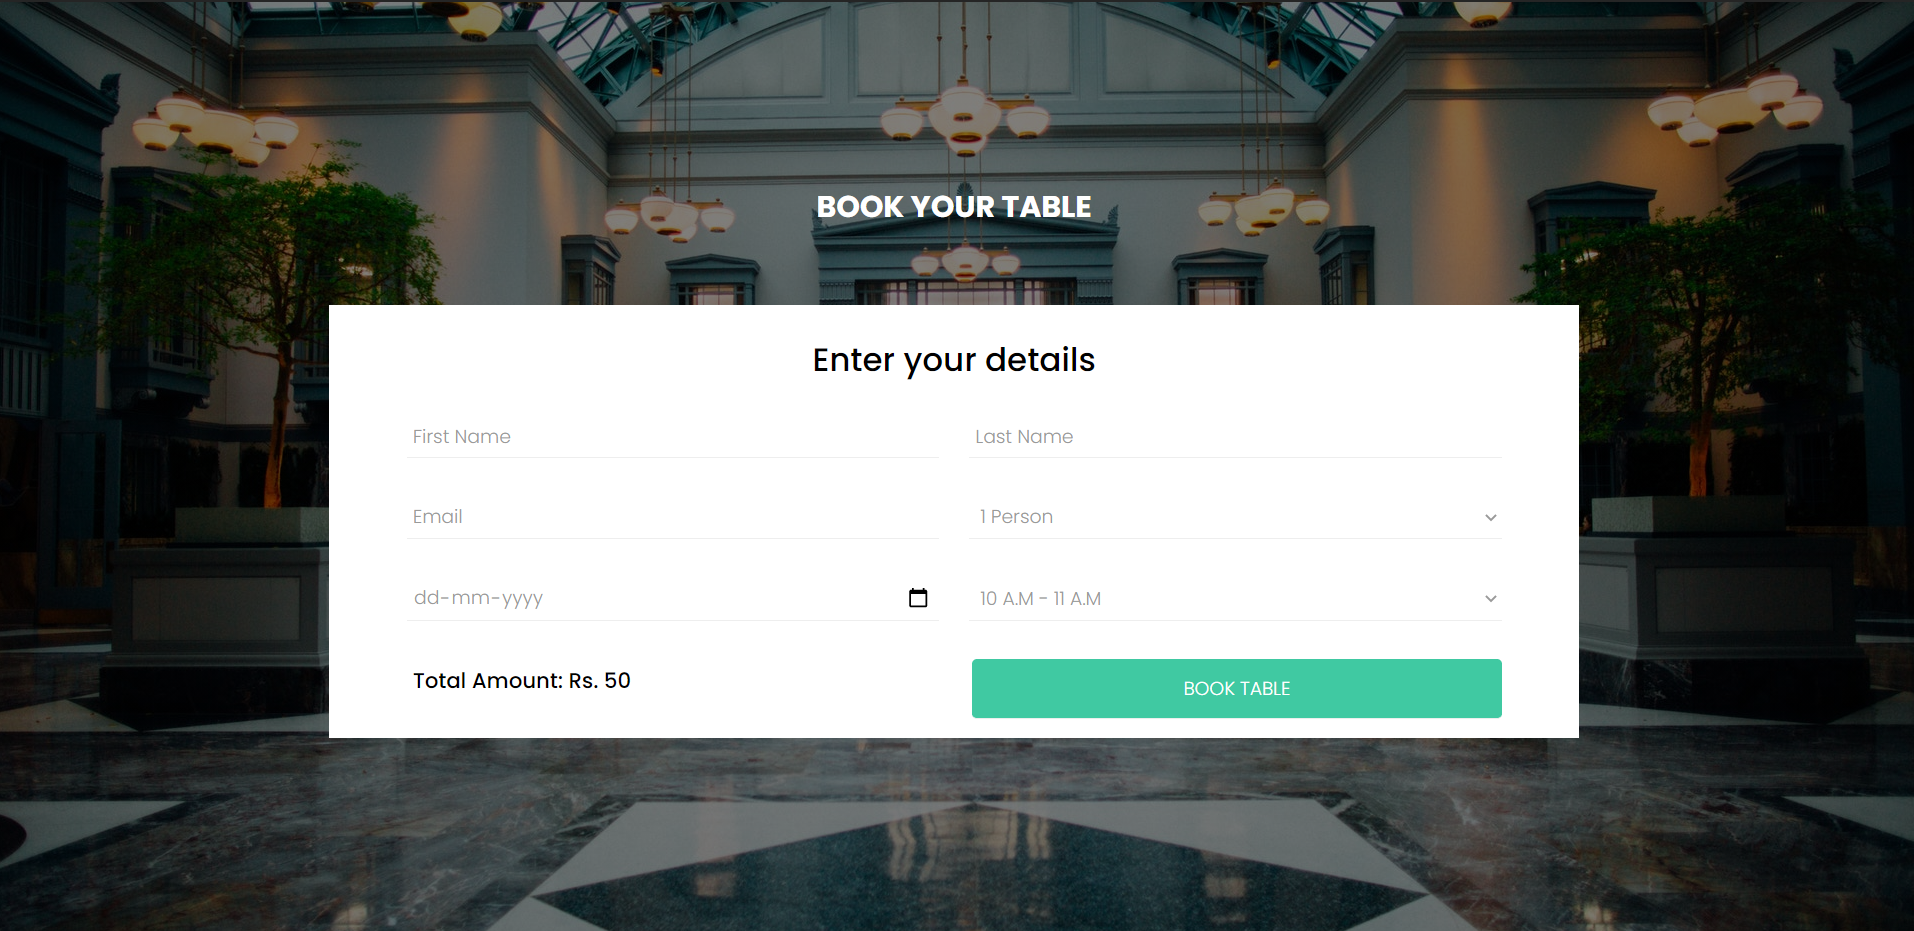 BOOK YOUR TABLE
Enter your details
First Name
Last Name
Email
1 Person
dd-mm-yyyy
10 A.M - 11 A.M
Total Amount: Rs. 50
BOOK TABLE